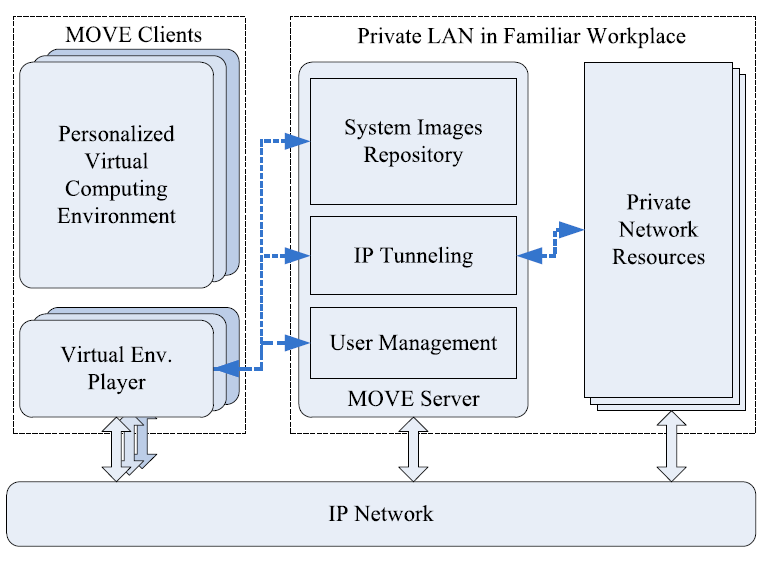 MOVE Clients
Personalized
Virtual
Computing
Environment
Virtual Env.
Player
Private LAN in Familiar Workplace
System Images
Repository
IP Tunneling
User Management
MOVE Server
Private
Network
Resources
IP Network